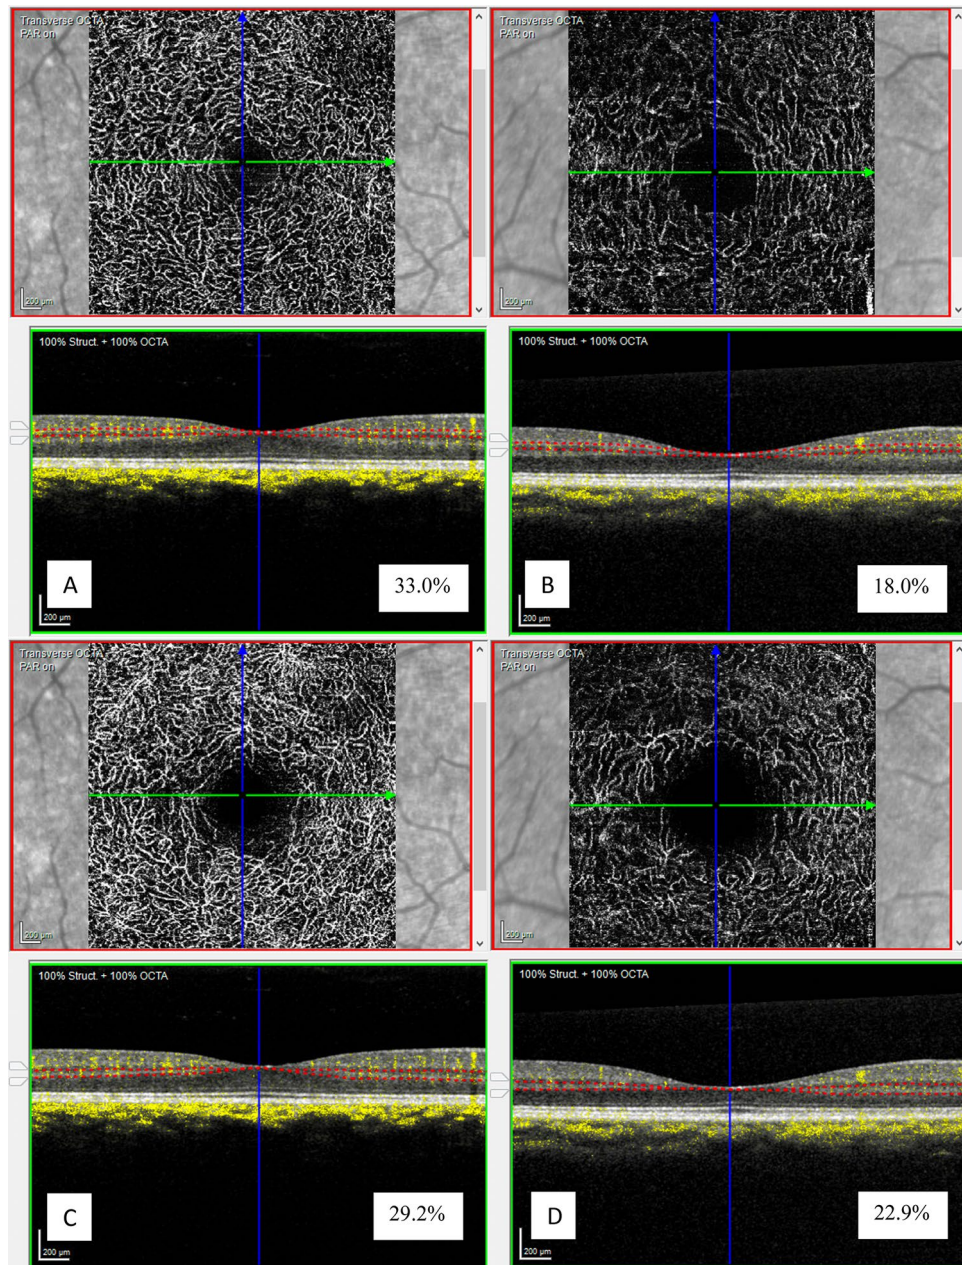 Transverse OCTA
PAR on
200 µm
Transverse OCTA
PAR on
200 µm
100% Struct. + 100% OCTA
A
33.0%
200 µm
100% Struct. + 100% OCTA
B
18.0%
200 µm
Transverse OCTA
PAR on
200 µm
Transverse OCTA
PAR on
200 µm
100% Struct. + 100% OCTA
C
29.2%
200 µm
100% Struct. + 100% OCTA
D
22.9%
200 µm